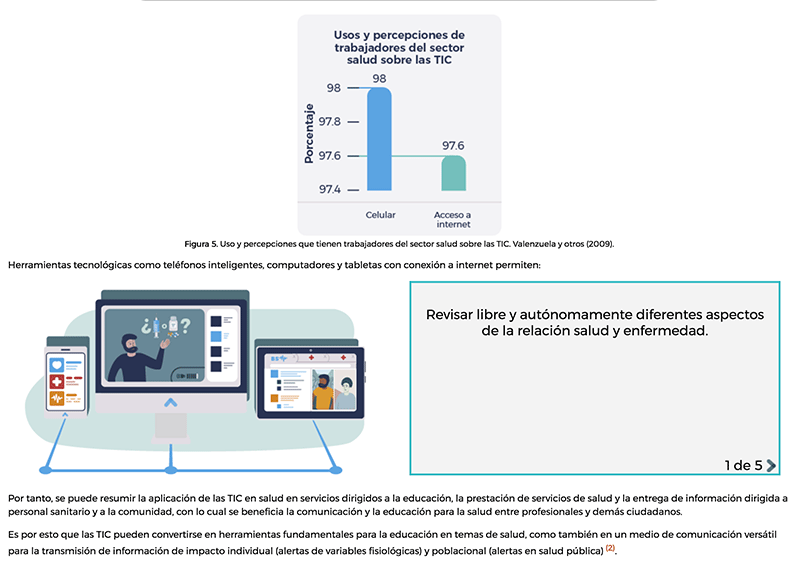 Usos y percepciones de
trabajadores del sector
salud sobre las TIC
Porcentaje
98
97.8
97.6
97.4
98
97.6
Celular
Acceso a
internet
Figura 5. Uso y percepciones que tienen trabajadores del sector salud sobre las TIC. Valenzuela y otros (2009).
Herramientas tecnológicas como teléfonos inteligentes, computadores y tabletas con conexión a internet permiten:
¿ ?
Revisar libre y autónomamente diferentes aspectos
de la relación salud y enfermedad.
1 de 5
Por tanto, se puede resumir la aplicación de las TIC en salud en servicios dirigidos a la educación, la prestación de servicios de salud y la entrega de información dirigida a
personal sanitario y a la comunidad, con lo cual se beneficia la comunicación y la educación para la salud entre profesionales y demás ciudadanos.
Es por esto que las TIC pueden convertirse en herramientas fundamentales para la educación en temas de salud, como también en un medio de comunicación versátil
para la transmisión de información de impacto individual (alertas de variables fisiológicas) y poblacional (alertas en salud pública) (2).